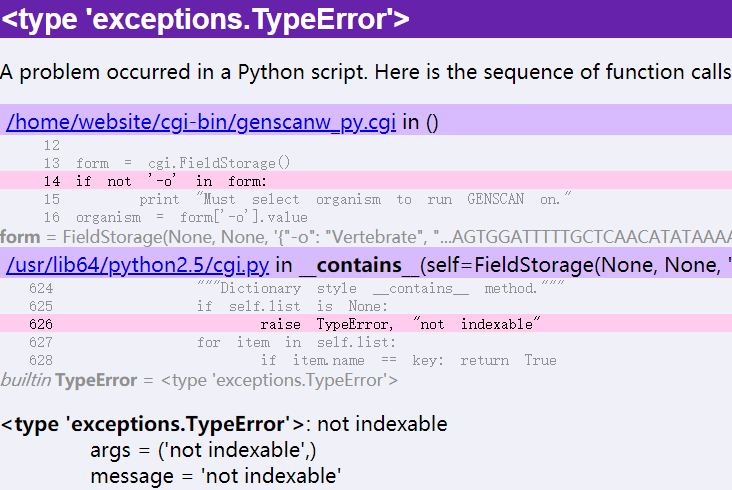 <type 'exceptions.TypeError'>
A problem occurred in a Python script. Here is the sequence of function calls
/home/website/cgi-bin/genscanw_py.cgi in ()
12
13 form = cgi.FieldStorage()
14 if not '-o' in form:
15 print "Must select organism to run GENSCAN on."
16 organism = form['-o'].value
form = FieldStorage(None, None, '{"-o": "Vertebrate", "...AGTGGATTTTTGCTCAACATATAAAA
/usr/lib64/python2.5/cgi.py in __contains__(self=FieldStorage(None, None, '
624 """Dictionary style __contains__ method."""
625 if self.list is None:
626 raise TypeError, "not indexable"
627 for item in self.list:
628 if item.name == key: return True
builtin TypeError = <type 'exceptions.TypeError'>
<type 'exceptions.TypeError'>: not indexable
args = ('not indexable',)
message = 'not indexable'